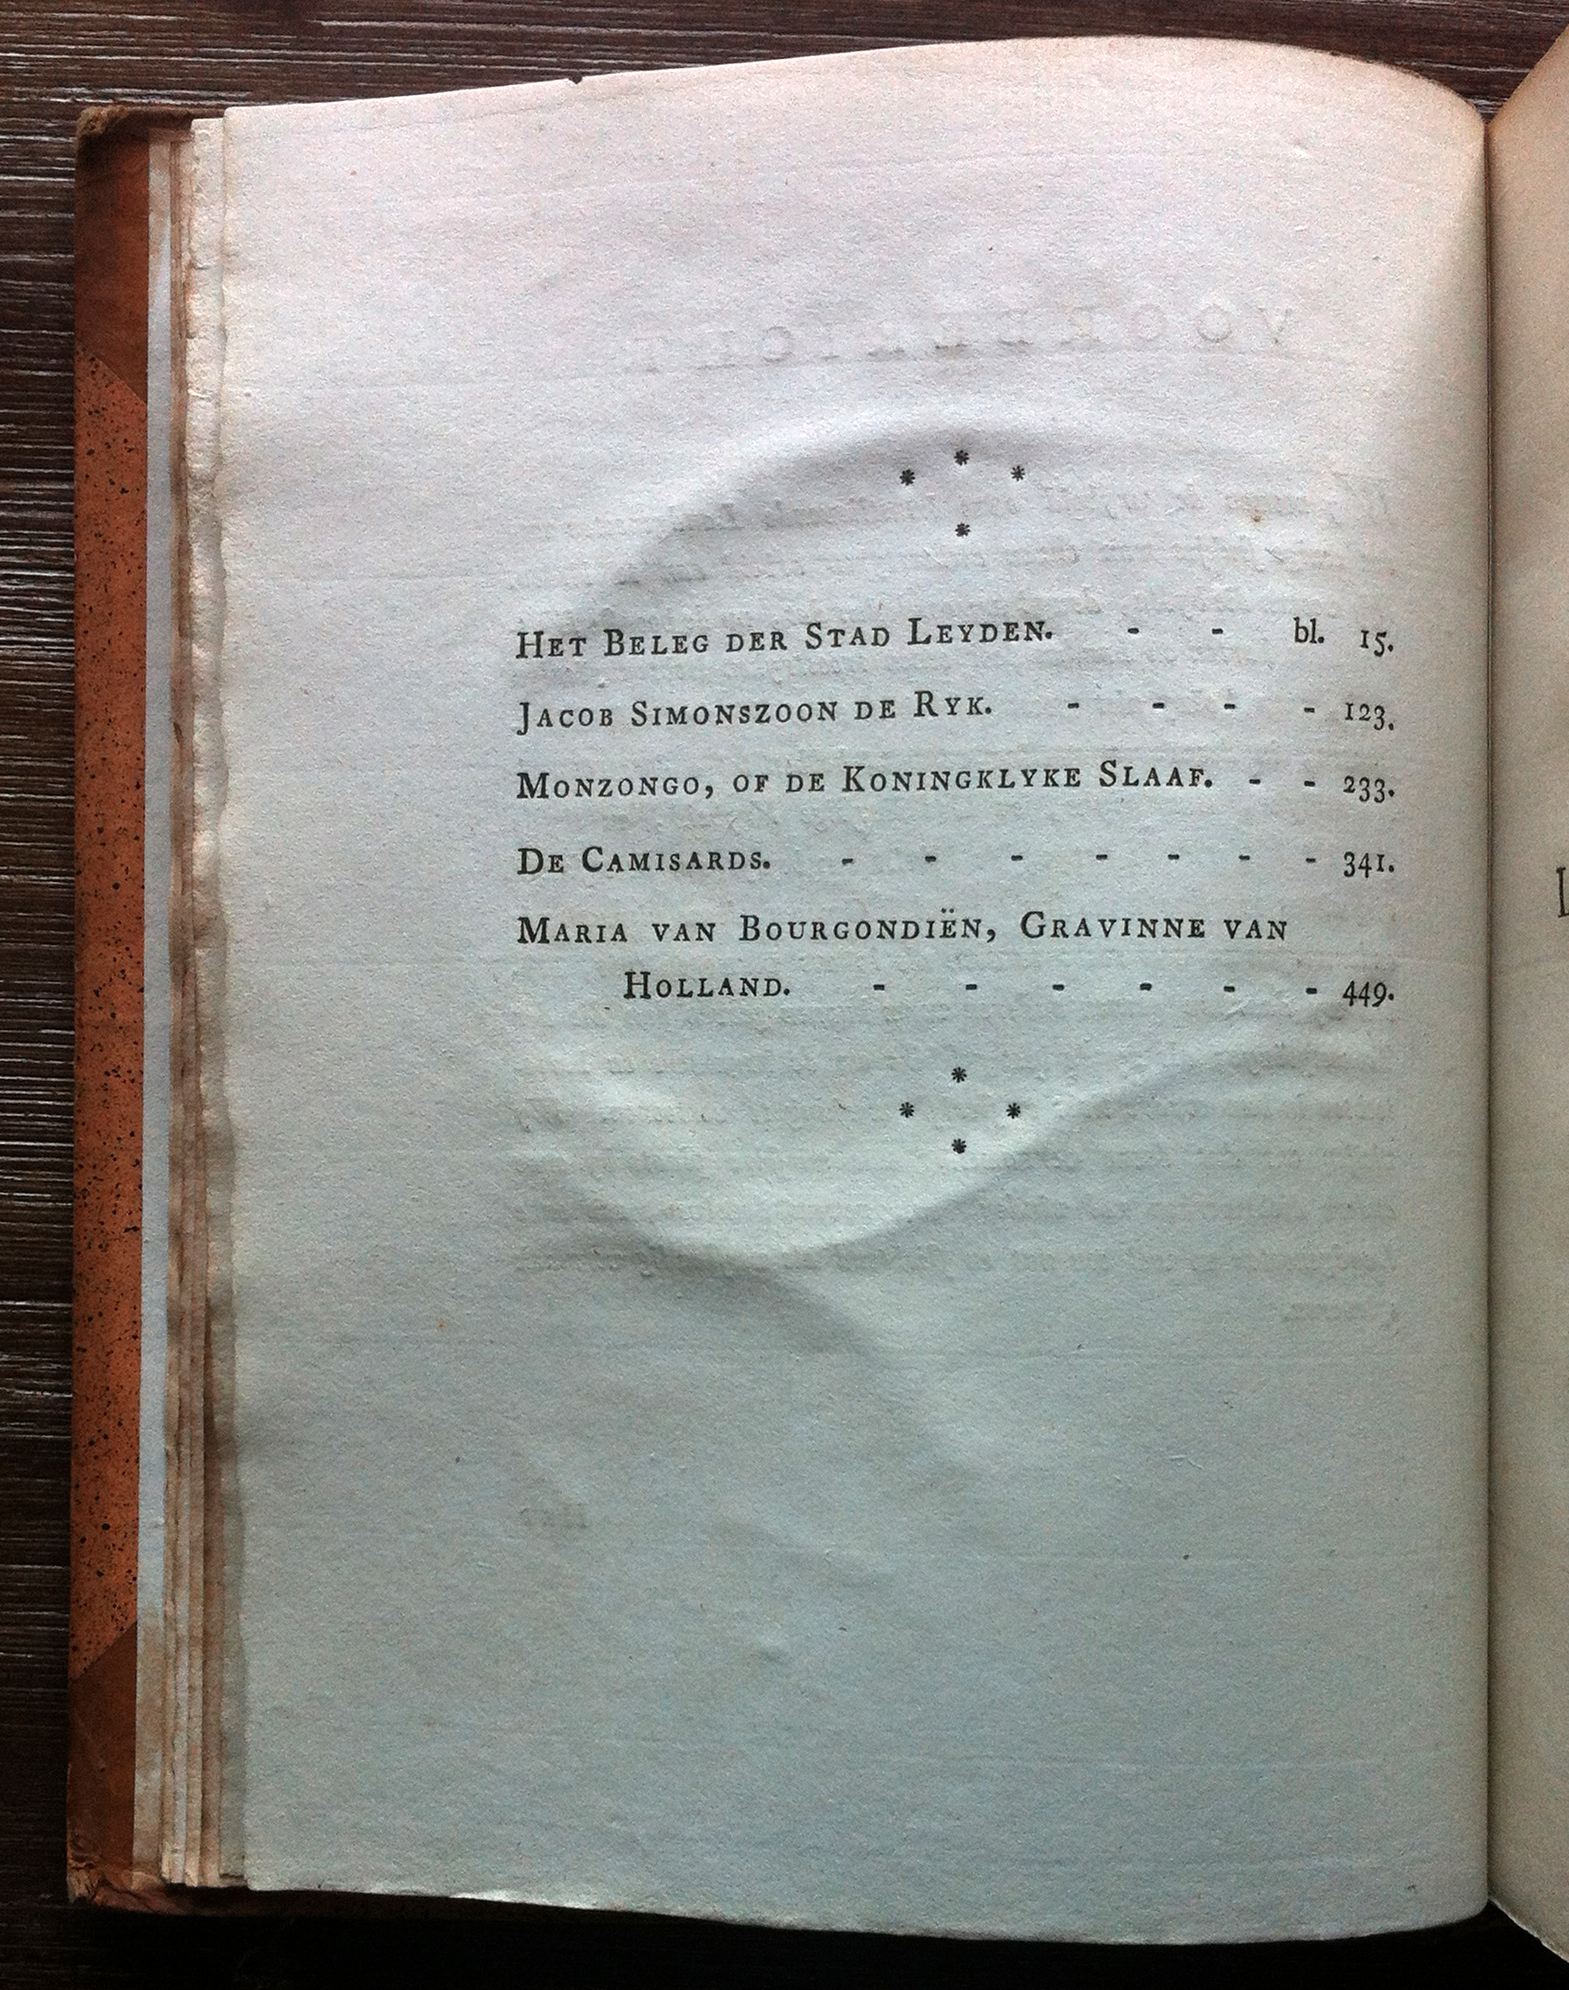 * * *
*
HET BELEG DER STAD LEYDEN. - - bl. 15.
JACOB SIMONSZOON DE RYK. - - - - 123.
MONZONGO, OF DE KONINGKLYKE SLAAF. - - 233.
DE CAMISARDS. - - - - - - - 341.
MARIA VAN BOURGONDIËN, GRAVINNE VAN
HOLLAND. - - - - - - 449.
*
* *
*